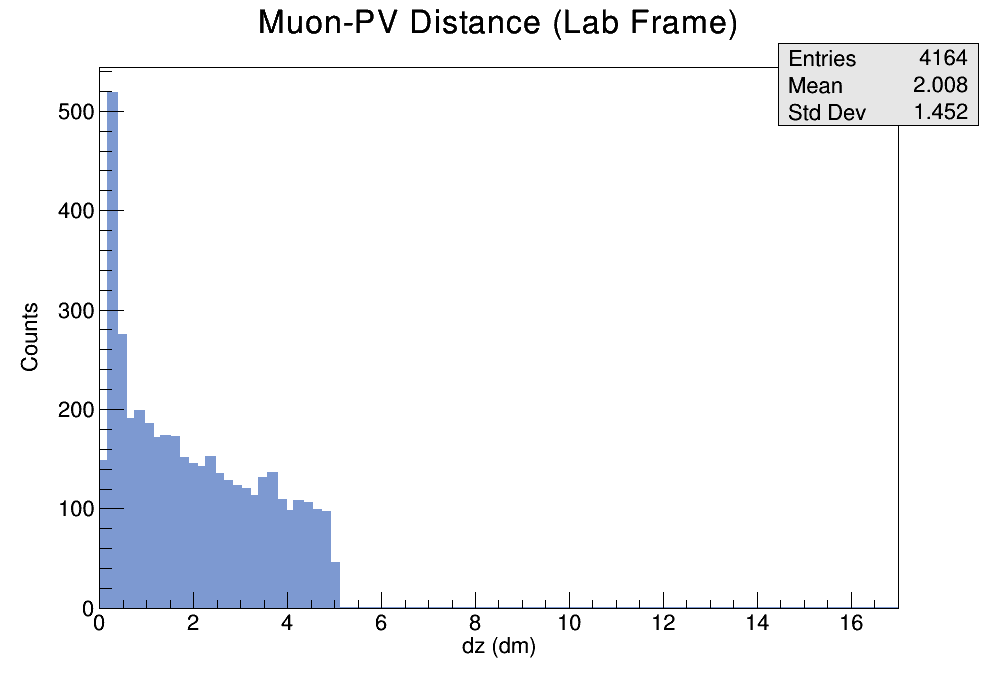 Muon-PV Distance (Lab Frame)
Entries 4164
Mean 2.008
Std Dev 1.452
500
400
300
200
100
0
Counts
0 2 4 6 8 10 12 14 16
dz (dm)